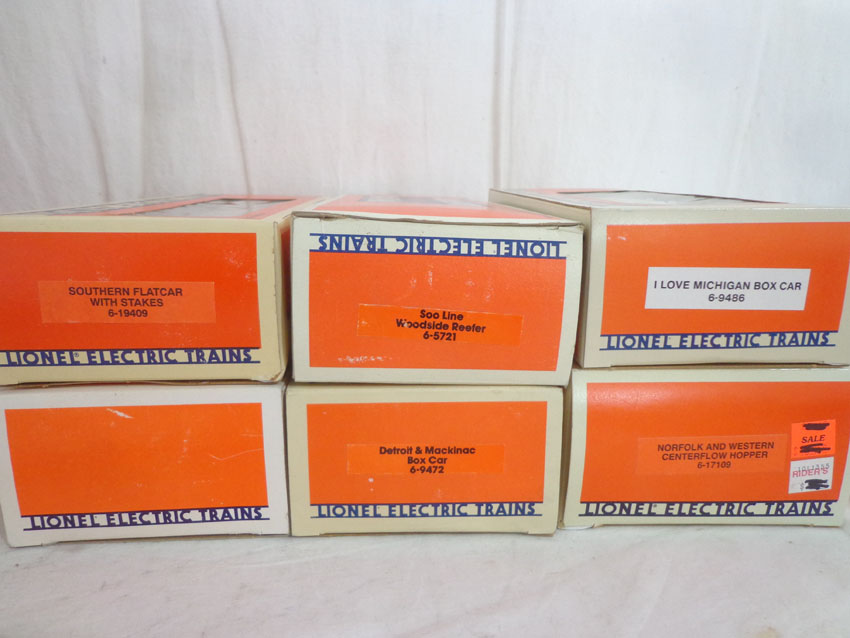 SOUTHERN FLATCAR
WITH STAKES
6-19409
LIONEL® ELECTRIC TRAINS
LIONEL ELECTRIC TRAINS
Soo Line
Woodside Reefer
6-5721
I LOVE MICHIGAN BOX CAR
6-9486
LIONEL ELECTRIC TRAINS
LIONEL ELECTRIC TRAINS
Detroit & Mackinac
Box Car
6-9472
LIONEL ELECTRIC TRAINS
NORFOLK AND WESTERN
CENTERFLOW HOPPER
6-17109
SALE
RIDER'S
$
LIONEL® ELECTRIC TRAINS